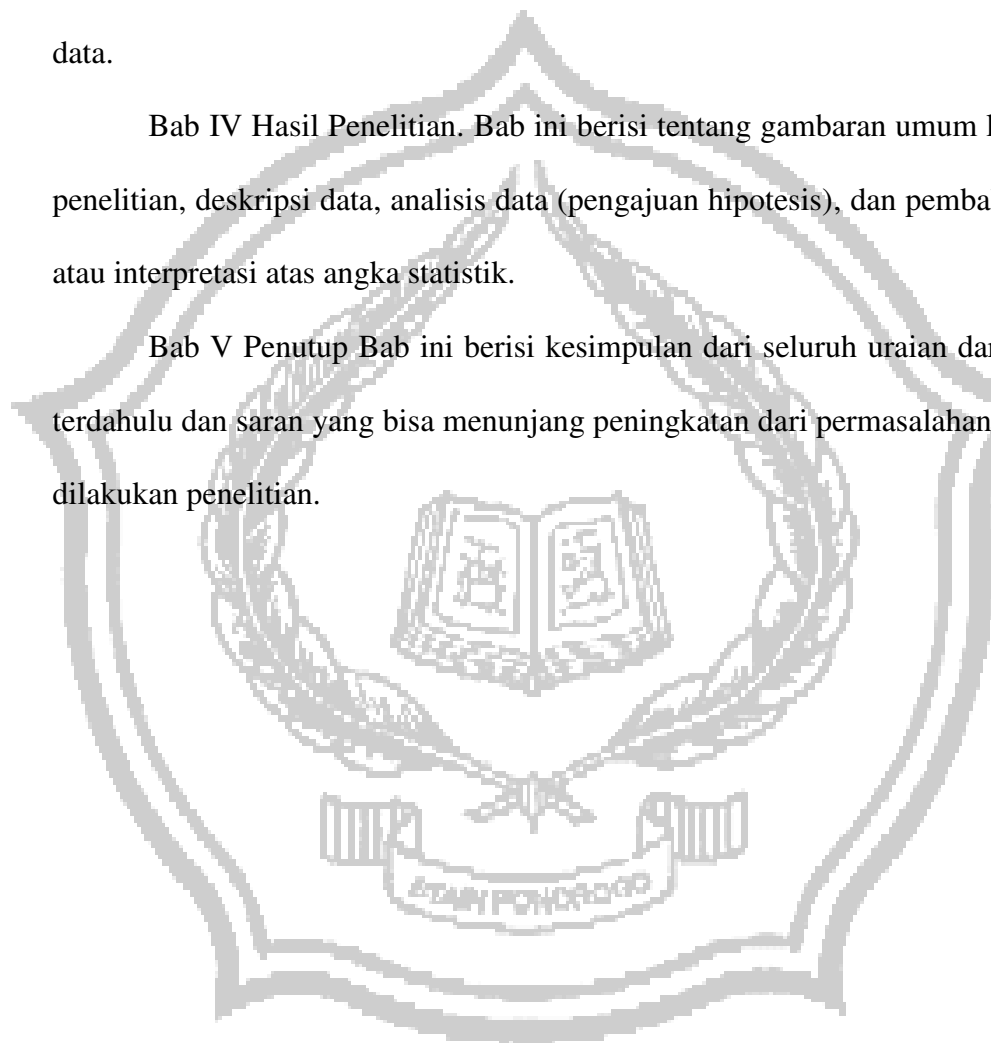 data.
Bab IV Hasil Penelitian. Bab ini berisi tentang gambaran umum
penelitian, deskripsi data, analisis data (pengajuan hipotesis), dan pemba
atau interpretasi atas angka statistik.
Bab V Penutup Bab ini berisi kesimpulan dari seluruh uraian dar
terdahulu dan saran yang bisa menunjang peningkatan dari permasalahan
dilakukan penelitian.
STAIN PONOROGO